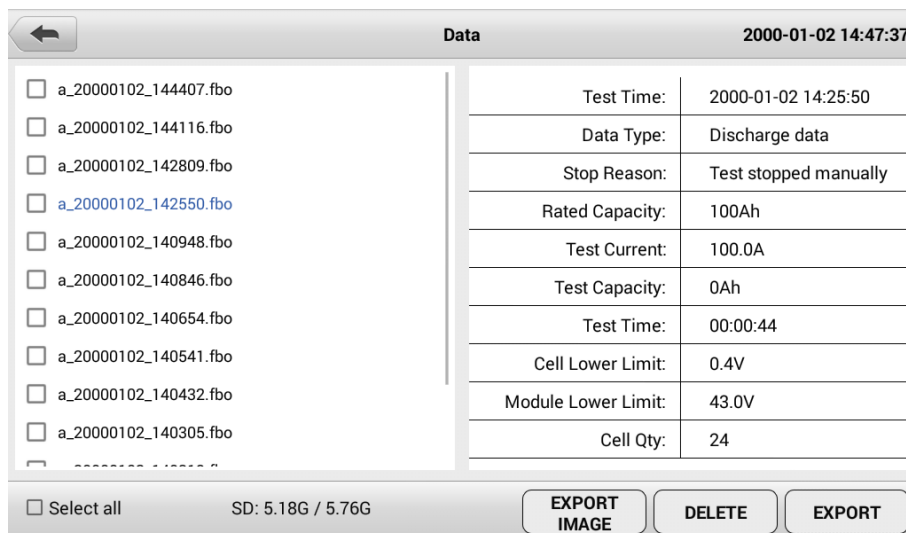 Data
2000-01-02 14:47:37
a_20000102_144407.fbo
a_20000102_144116.fbo
a_20000102_142809.fbo
a_20000102_142550.fbo
a_20000102_140948.fbo
a_20000102_140846.fbo
a_20000102_140654.fbo
a_20000102_140541.fbo
a_20000102_140432.fbo
a_20000102_140305.fbo
Test Time: 2000-01-02 14:25:50
Data Type: Discharge data
Stop Reason: Test stopped manually
Rated Capacity: 100Ah
Test Current: 100.0A
Test Capacity: 0Ah
Test Time: 00:00:44
Cell Lower Limit: 0.4V
Module Lower Limit: 43.0V
Cell Qty: 24
Select all
SD: 5.18G / 5.76G
EXPORT
IMAGE
DELETE
EXPORT